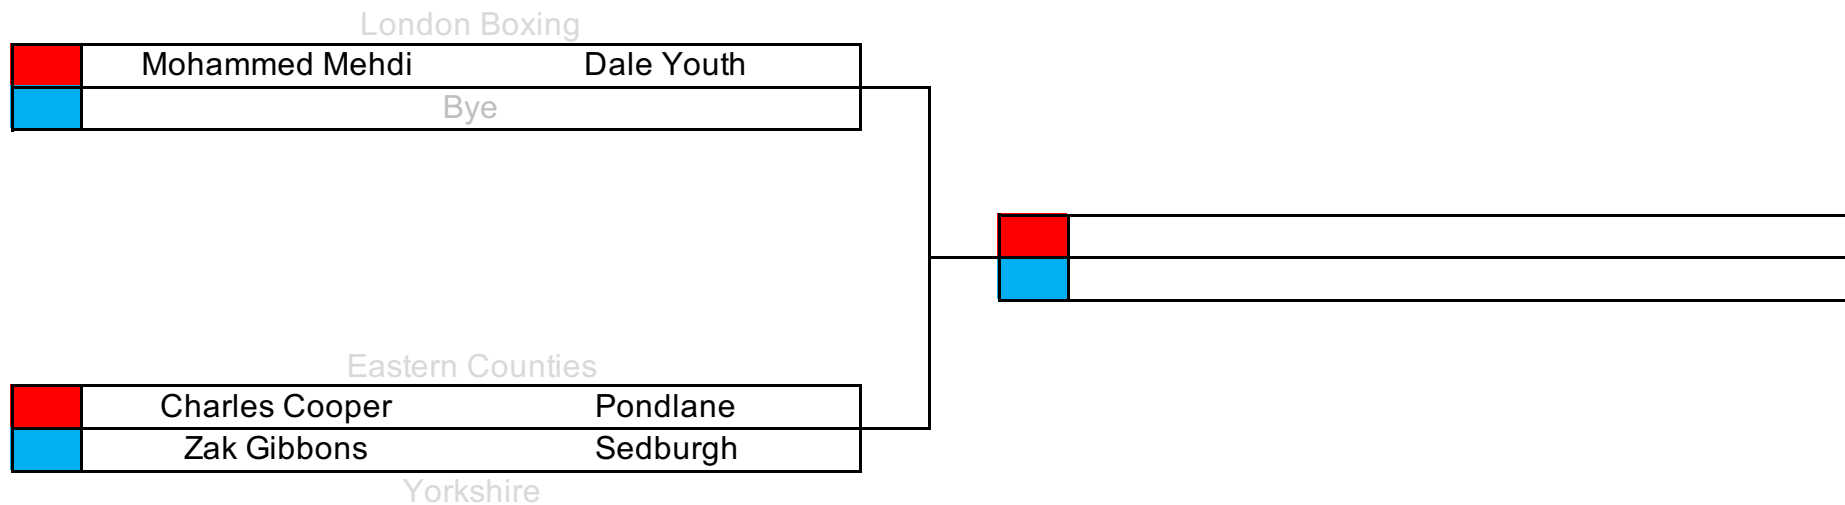 London Boxing
Mohammed Mehdi Dale Youth
Bye
Eastern Counties
Charles Cooper Pondlane
Zak Gibbons Sedburgh
Yorkshire